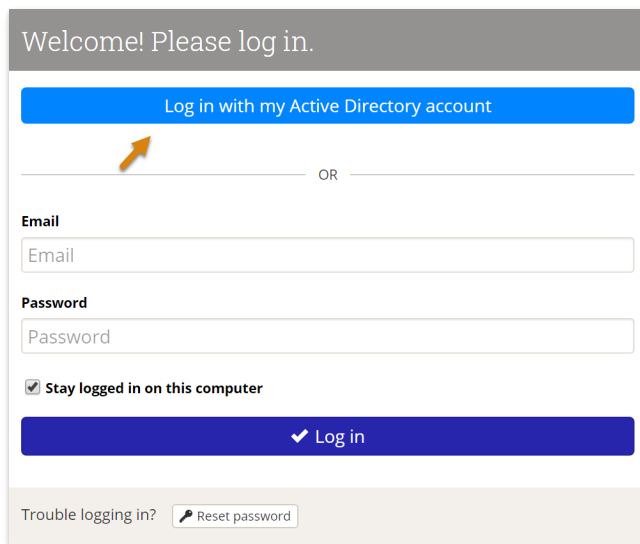 Welcome! Please log in.
Log in with my Active Directory account
OR
Email
Email
Password
Password
Stay logged in on this computer
Log in
Trouble logging in? Reset password